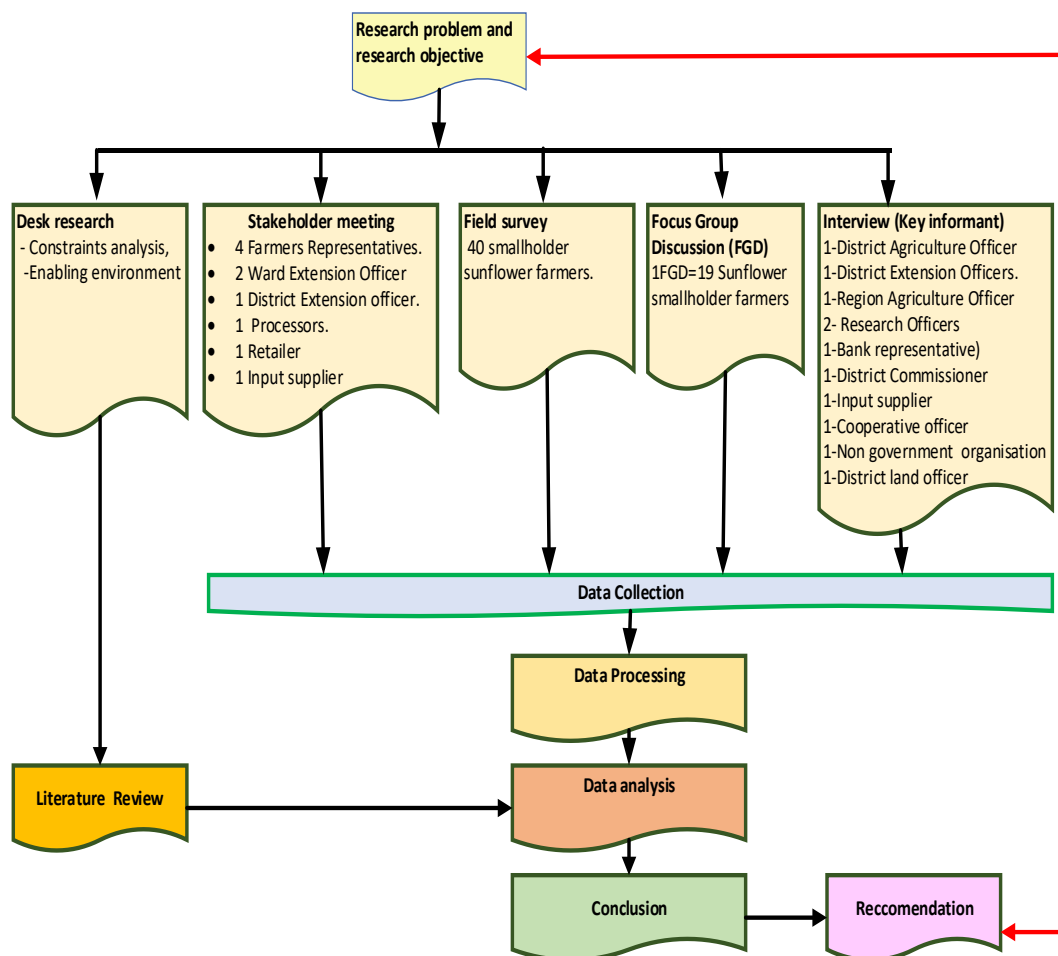 Research problem and
research objective
Desk research
- Constraints analysis,
-Enabling environment
Stakeholder meeting
• 4 Farmers Representatives.
• 2 Ward Extension Officer
• 1 District Extension officer.
• 1 Processors.
• 1 Retailer
• 1 Input supplier
Field survey
40 smallholder
sunflower farmers.
Focus Group
Discussion (FGD)
1FGD=19 Sunflower
smallholder farmers
Interview (Key informant)
1-District Agriculture Officer
1-District Extension Officers.
1-Region Agriculture Officer
2- Research Officers
1-Bank representative)
1-District Commissioner
1-Input supplier
1-Cooperative officer
1-Non government organisation
1-District land officer
Data Collection
Data Processing
Literature Review
Data analysis
Conclusion
Reccomendation